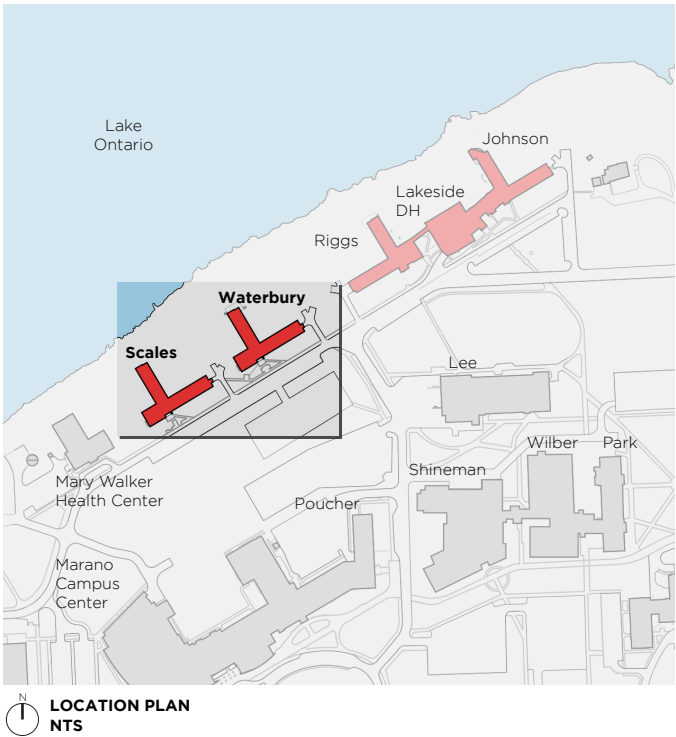 Lake
Ontario
Johnson
Lakeside
DH
Riggs
Waterbury
Scales
Lee
Wilber
Park
Shineman
Mary Walker
Health Center
Poucher
Marano
Campus
Center
N
LOCATION PLAN
NTS